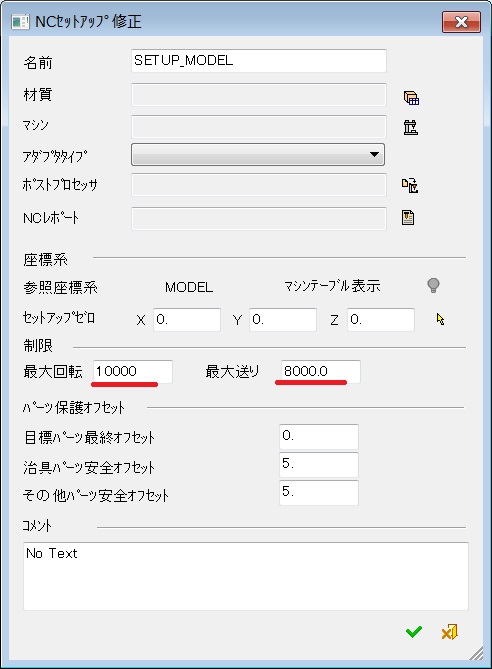 NCｾｯﾄｱｯﾌﾟ修正
名前 SETUP_MODEL
材質
マシン
ｱﾀﾞﾌﾟﾀﾀｲﾌﾟ
ﾎﾟｽﾄﾌﾟﾛｾｯｻ
NCﾚﾎﾟｰﾄ
座標系
参照座標系 MODEL マシンテーブル表示
ｾｯﾄｱｯﾌﾟｾﾞﾛ X 0. Y 0. Z 0.
制限
最大回転 10000 最大送り 8000.0
ﾊﾟｰﾂ保護ｵﾌｾｯﾄ
目標ﾊﾟｰﾂ最終ｵﾌｾｯﾄ 0.
治具ﾊﾟｰﾂ安全ｵﾌｾｯﾄ 5.
その他ﾊﾟｰﾂ安全ｵﾌｾｯﾄ 5.
ｺﾒﾝﾄ
No Text